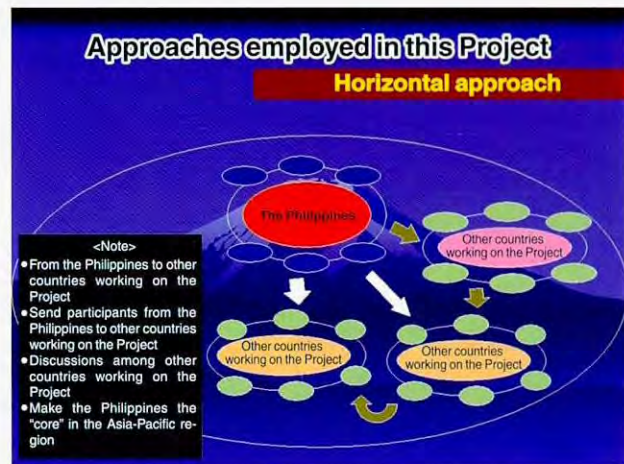 Approaches employed in this Project
Horizontal approach
The Philippines
Other countries
working on the Project
<Note>
●From the Philippines to other
countries working on the
Project
●Send participants from the
Philippines to other countries
working on the Project
●Discussions among other
countries working on the
Project
●Make the Philippines the
"core" in the Asia-Pacific re-
gion
Other countries
working on the Project
Other countries
working on the Project